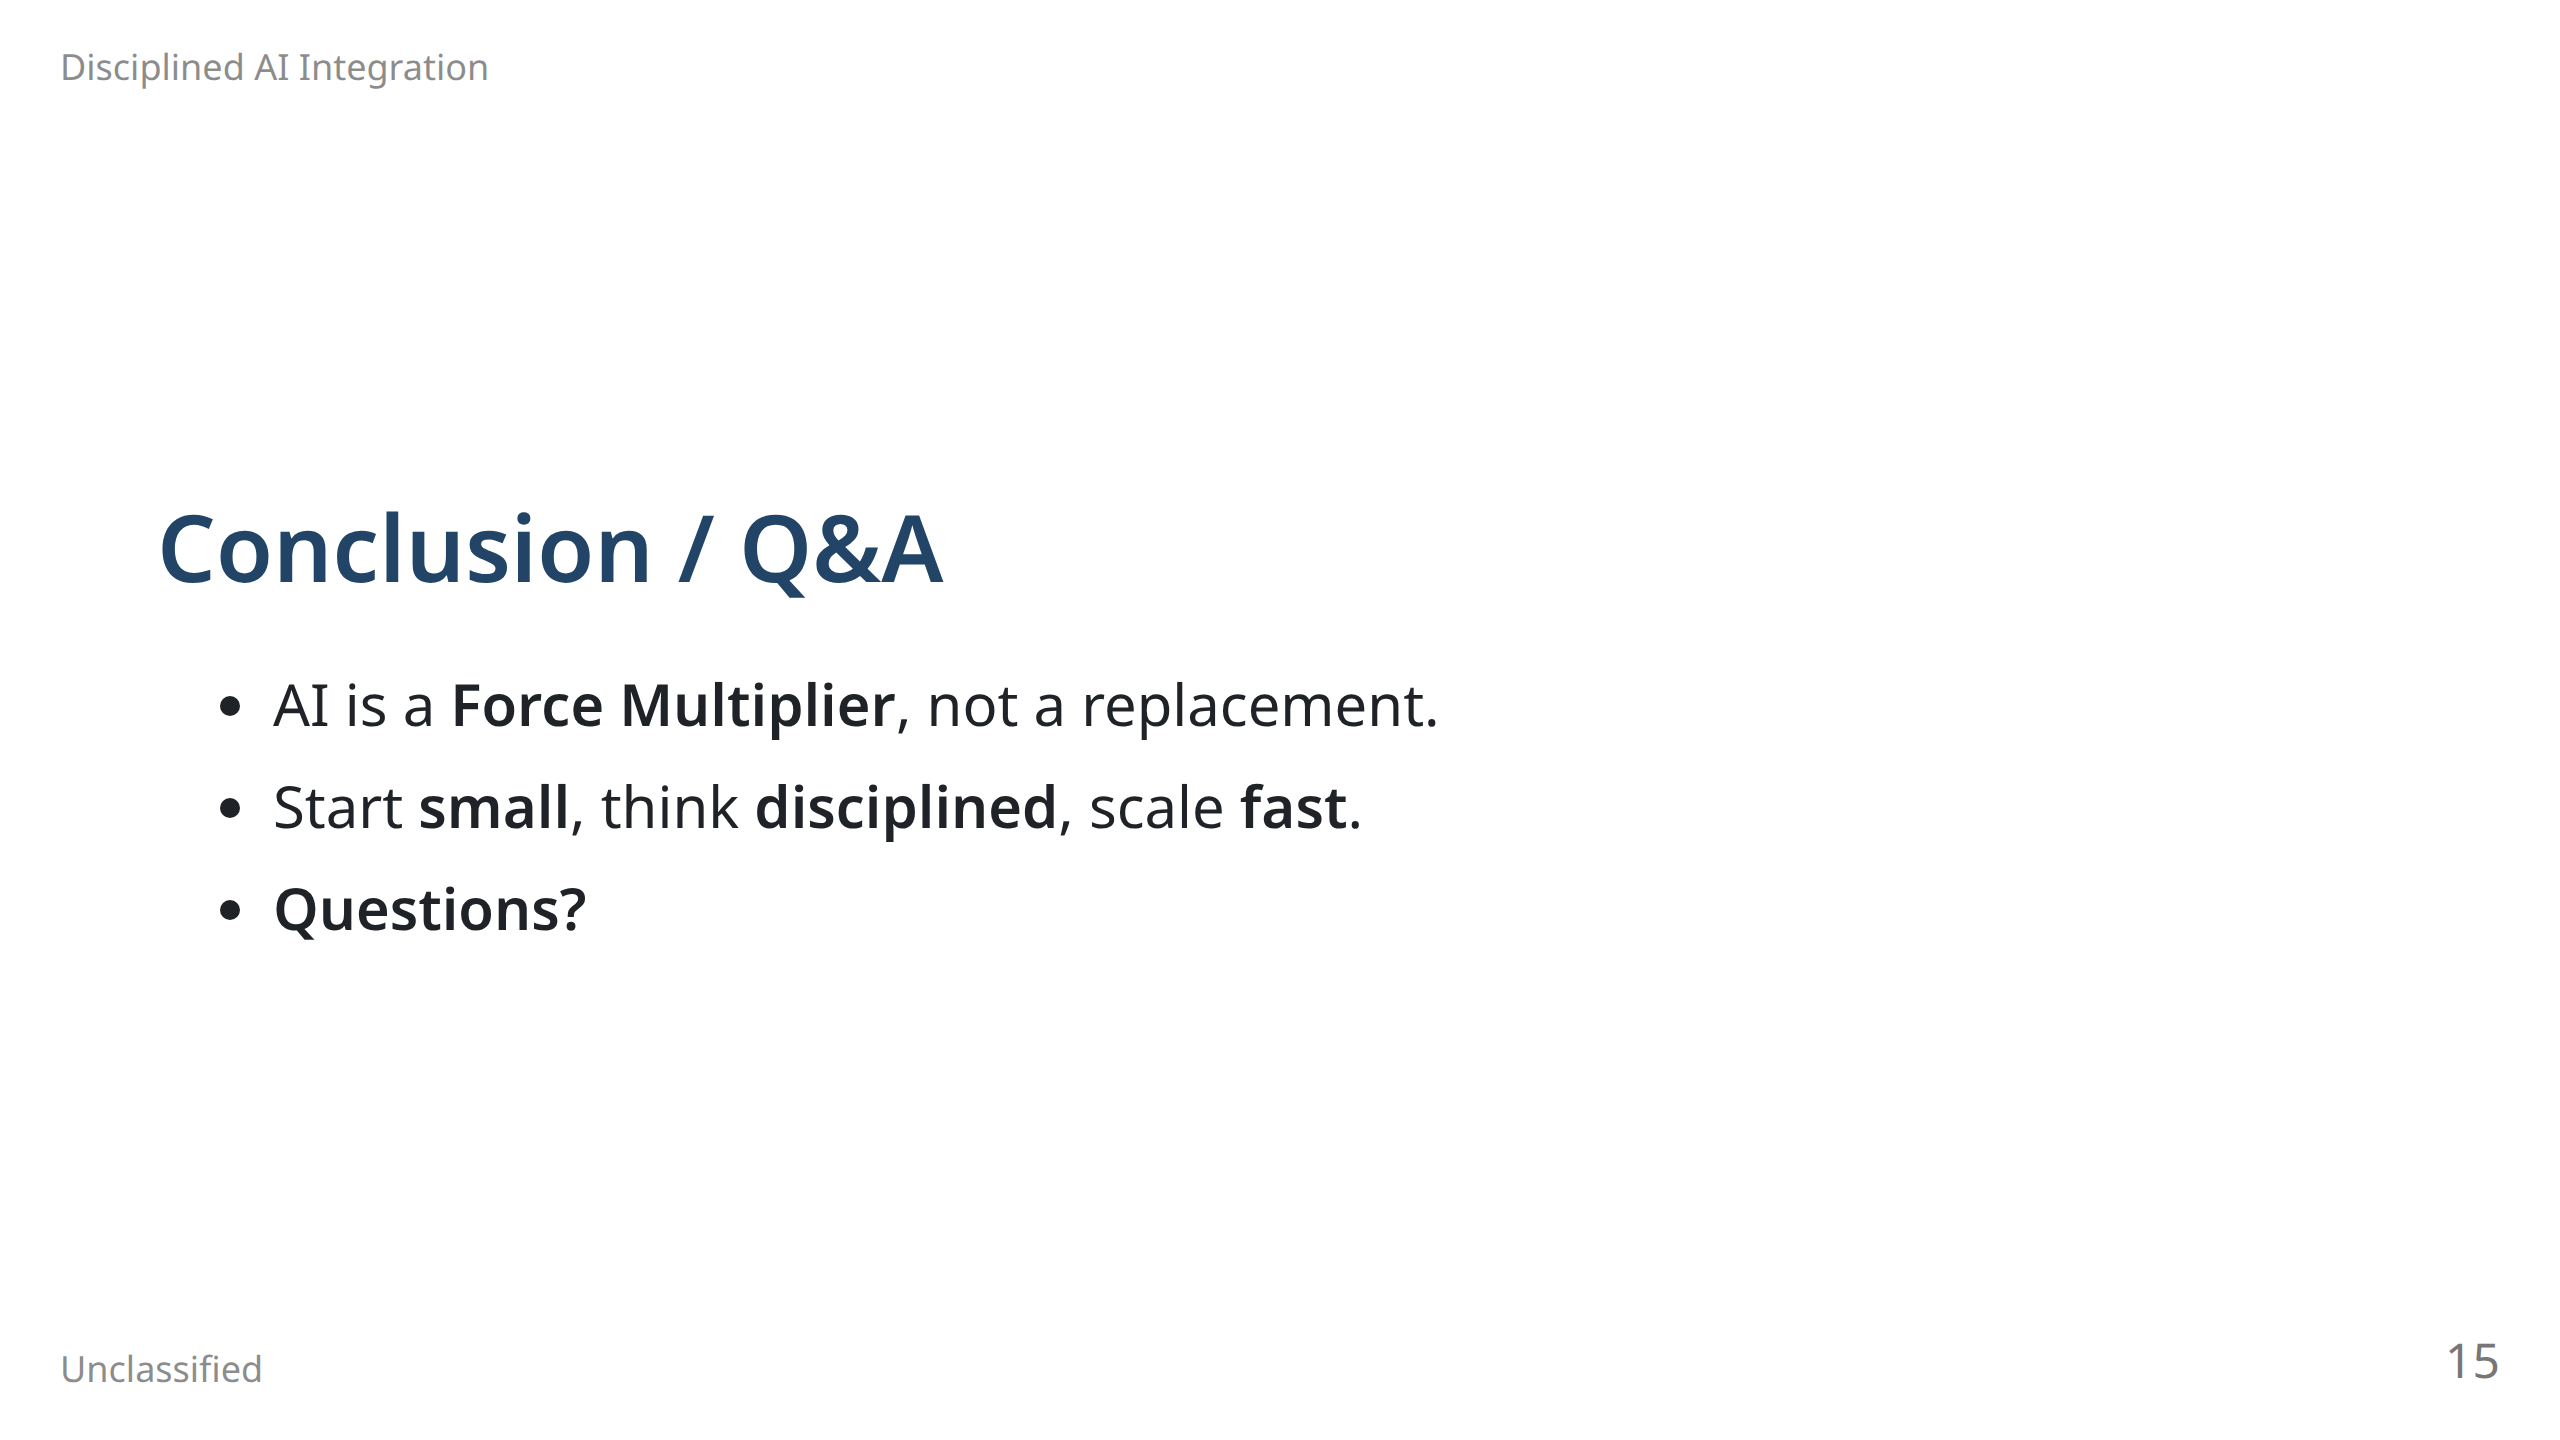 Disciplined AI Integration
Conclusion / Q&A
• AI is a Force Multiplier, not a replacement.
• Start small, think disciplined, scale fast.
• Questions?
Unclassified
15